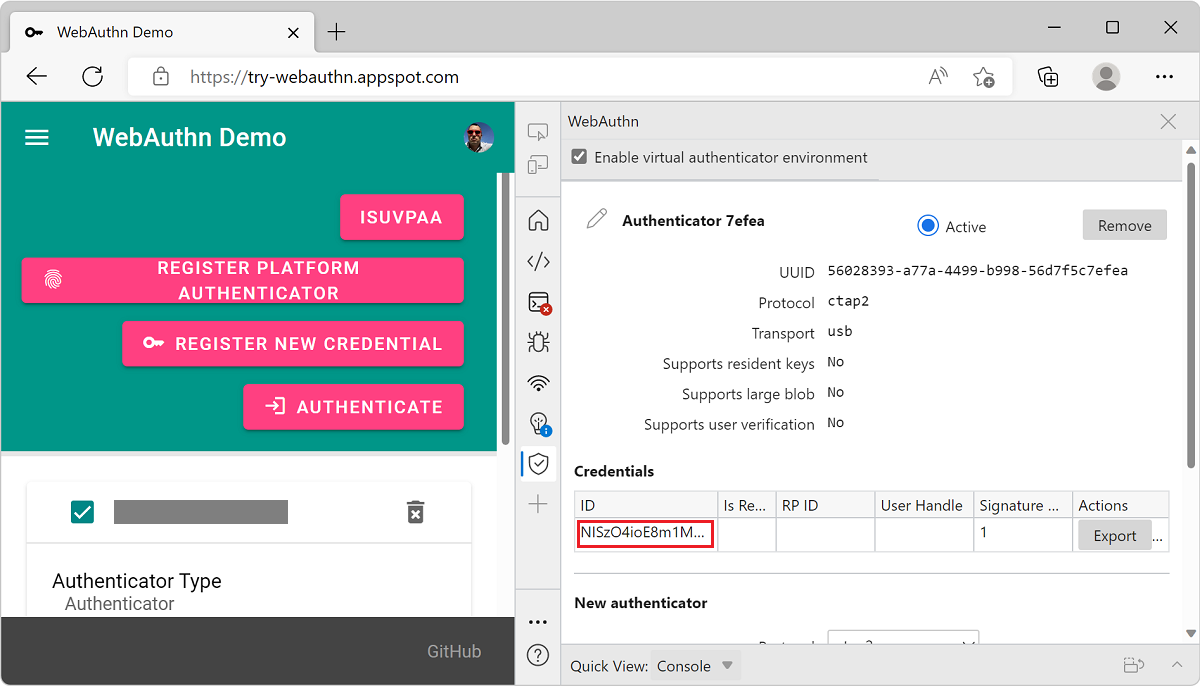 WebAuthn Demo
https://try-webauthn.appspot.com
WebAuthn Demo
ISUVPAA
REGISTER PLATFORM
AUTHENTICATOR
REGISTER NEW CREDENTIAL
AUTHENTICATE
Authenticator Type
Authenticator
GitHub
WebAuthn
Enable virtual authenticator environment
Authenticator 7efea
Active
Remove
UUID 56028393-a77a-4499-b998-56d7f5c7efea
Protocol ctap2
Transport usb
Supports resident keys No
Supports large blob No
Supports user verification No
Credentials
ID Is Re... RP ID User Handle Signature ... Actions
NISzO4ioE8m1M... 1 Export ...
New authenticator
Quick View: Console